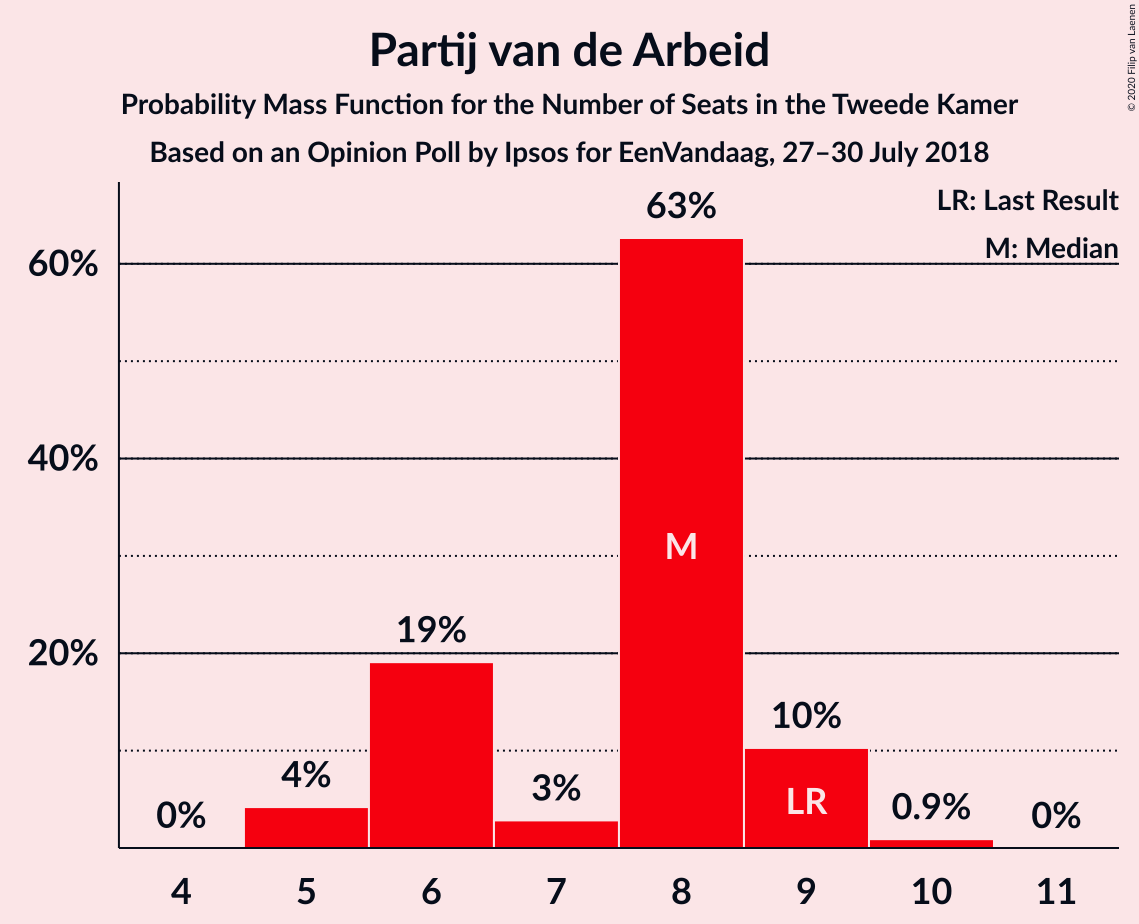 Partij van de Arbeid
Probability Mass Function for the Number of Seats in the Tweede Kamer
Based on an Opinion Poll by Ipsos for EenVandaag, 27–30 July 2018
© 2020 Filip van Laenen
LR: Last Result
M: Median
63%
60%
40%
M
19%
20%
10%
4%
3%
LR
0.9%
0%
0%
4 5 6 7 8 9 10 11